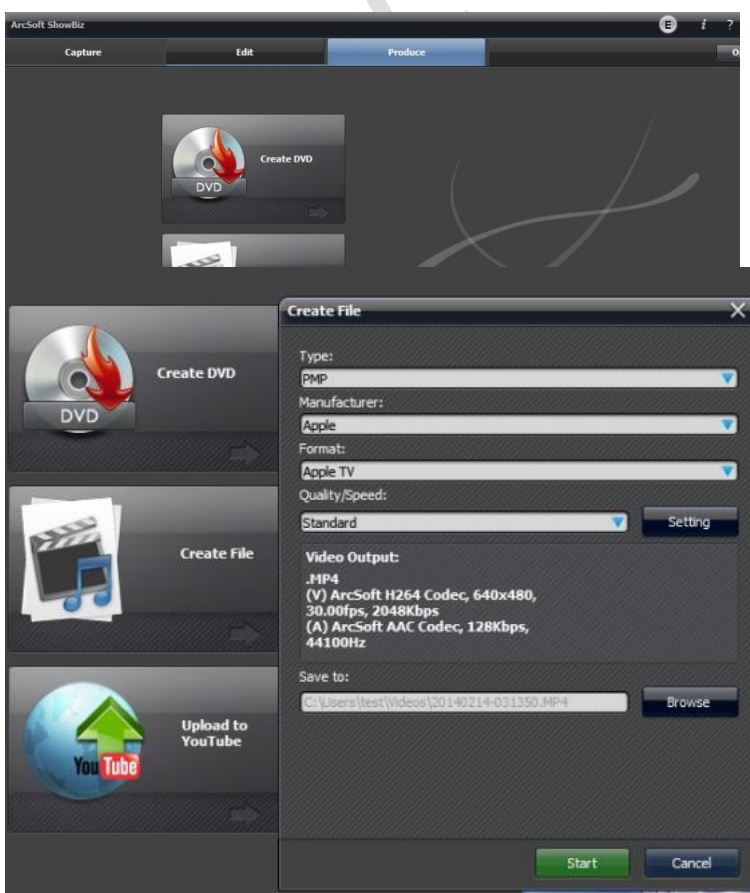 ArcSoft ShowBiz
E i ?
Capture Edit Produce
Create DVD
DVD
Create DVD
DVD
Create File
Upload to
YouTube
You Tube
Create File
Type:
PMP
Manufacturer:
Apple
Format:
Apple TV
Quality/Speed:
Standard Setting
Video Output:
.MP4
(V) ArcSoft H264 Codec, 640x480,
30.00fps, 2048Kbps
(A) ArcSoft AAC Codec, 128Kbps,
44100Hz
Save to:
C:\Users\test\Videos\20140214-031350.MP4 Browse
Start Cancel